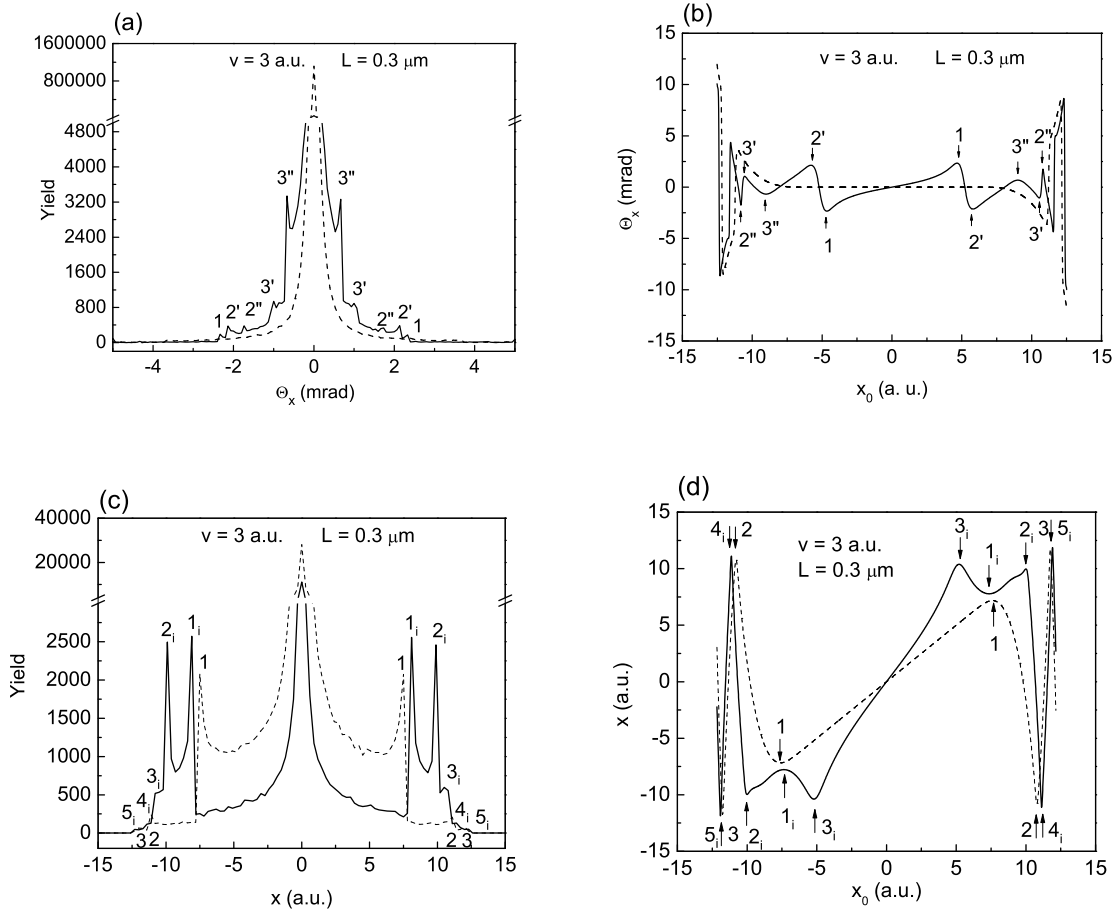 (a)
v = 3 a.u. L = 0.3 μm
1600000
800000
4800
4000
3200
2400
1600
800
0
Yield
3" 3"
3' 3'
1 2' 2" 2" 2' 1
-4 -2 0 2 4
Θx (mrad)
(b)
v = 3 a.u. L = 0.3 μm
15
10
5
0
-5
-10
-15
Θx (mrad)
3' 2' 1 3" 2"
2" 3" 1 2' 3'
-15 -10 -5 0 5 10 15
x0 (a. u.)
(c)
v = 3 a.u. L = 0.3 μm
40000
20000
2500
2000
1500
1000
500
0
Yield
2i 1i 1 1 1i 2i
3i 3i
5i 4i 4i 5i
3 2 2 3
-15 -10 -5 0 5 10 15
x (a.u.)
(d)
v = 3 a.u.
L = 0.3 μm
15
10
5
0
-5
-10
-15
x (a.u.)
4i 2 3i 1i 2i 3 5i
1 1
5i 3 2i 1i 3i 2 4i
-15 -10 -5 0 5 10 15
x0 (a.u.)